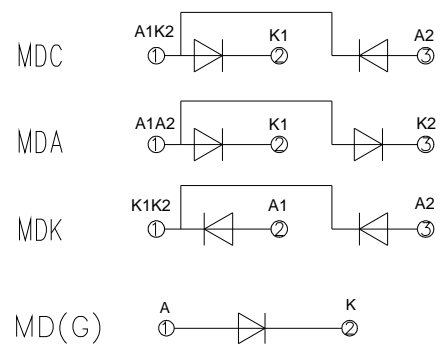 A1K2 K1 A2
MDC ① ② ③
A1A2 K1 K2
MDA ① ② ③
K1K2 A1 A2
MDK ① ② ③
A K
MD(G) ① ②